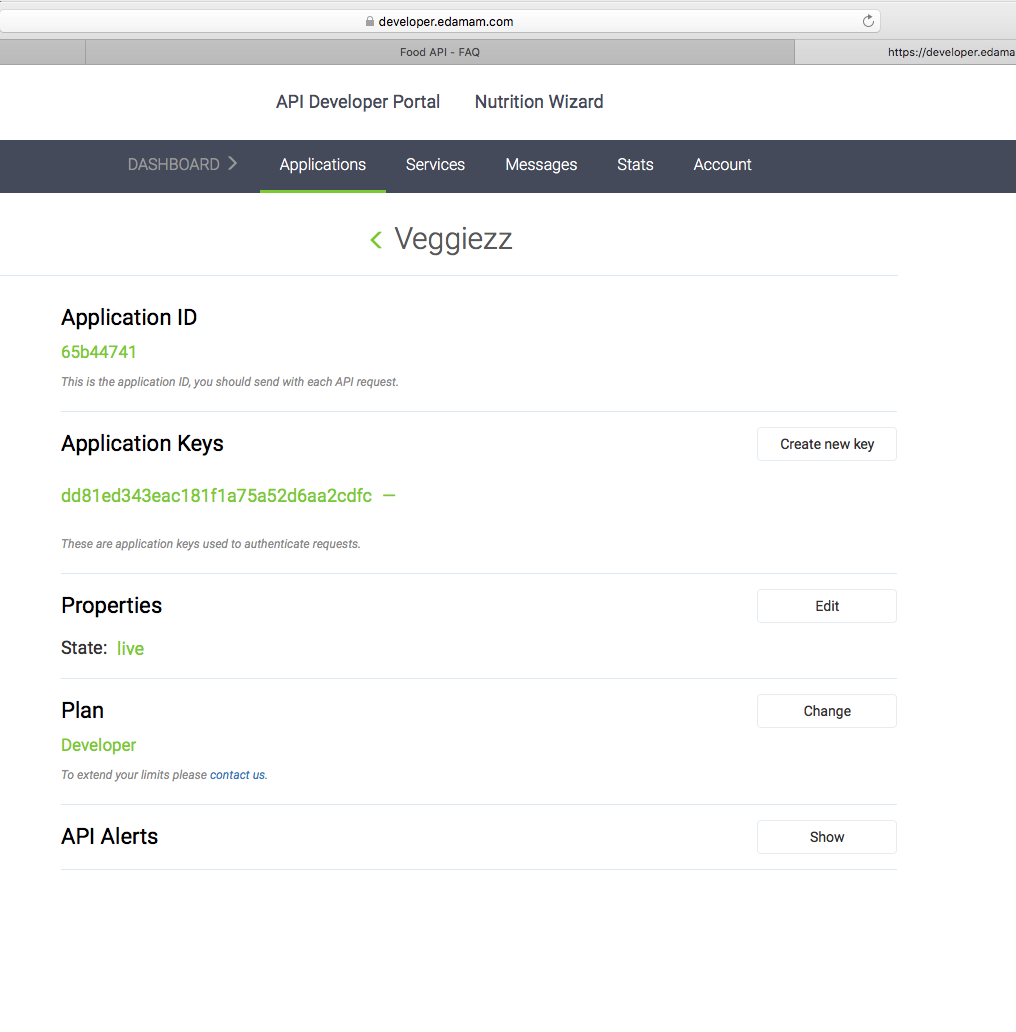 developer.edamam.com
Food API - FAQ
https://developer.edama
API Developer Portal
Nutrition Wizard
DASHBOARD
Applications
Services
Messages
Stats
Account
Veggiezz
Application ID
65b44741
This is the application ID, you should send with each API request.
Application Keys
Create new key
dd81ed343eac181f1a75a52d6aa2cdfc
These are application keys used to authenticate requests.
Properties
Edit
State: live
Plan
Change
Developer
To extend your limits please contact us.
API Alerts
Show